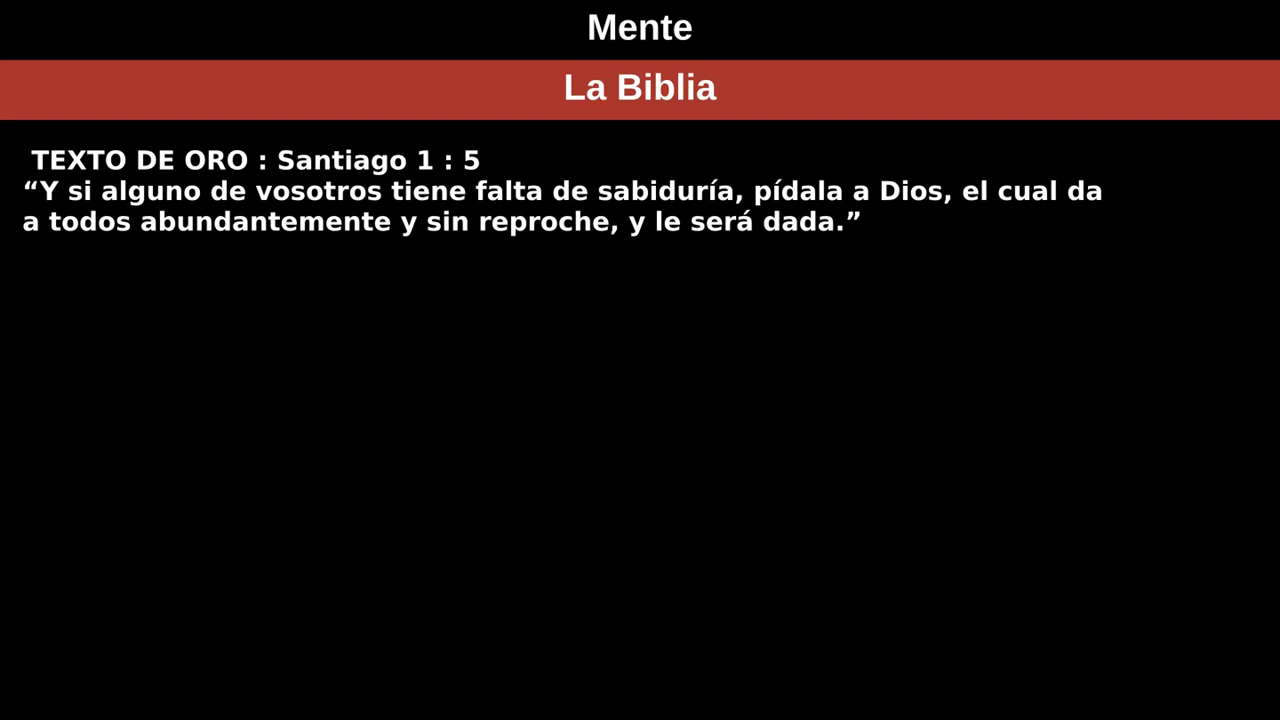 Mente
La Biblia
TEXTO DE ORO : Santiago 1 : 5
“Y si alguno de vosotros tiene falta de sabiduría, pídala a Dios, el cual da
a todos abundantemente y sin reproche, y le será dada.”